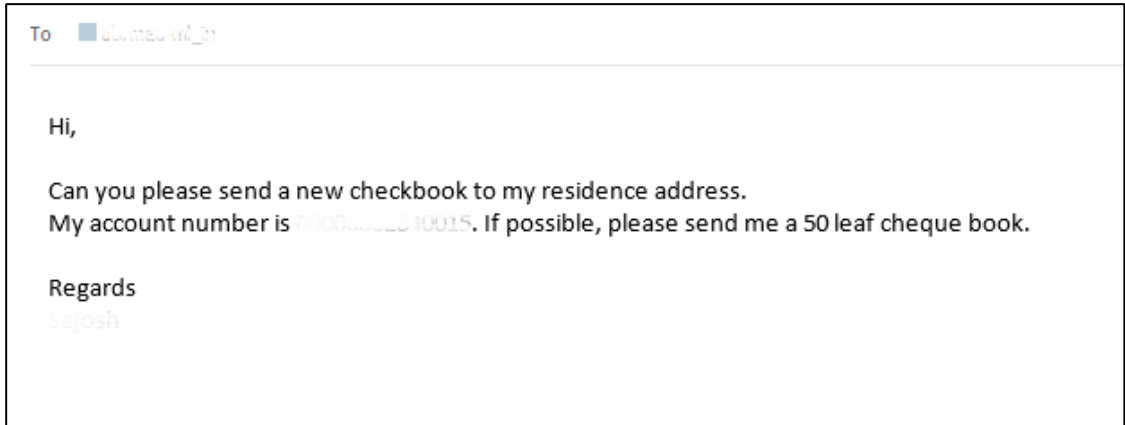 To
Hi,
Can you please send a new checkbook to my residence address.
My account number is . If possible, please send me a 50 leaf cheque book.
Regards